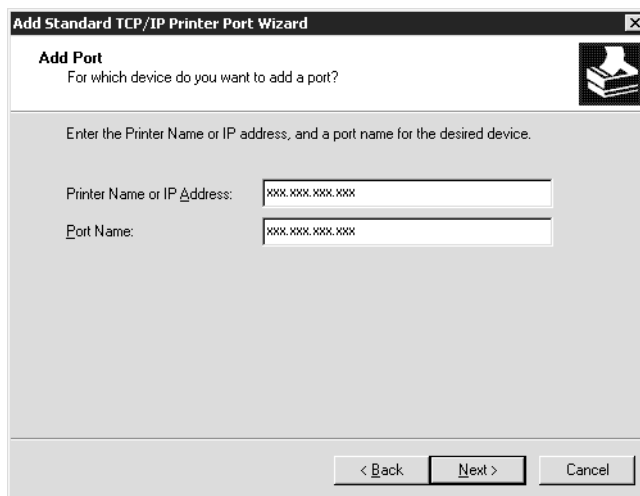 Add Standard TCP/IP Printer Port Wizard
Add Port
For which device do you want to add a port?
Enter the Printer Name or IP address, and a port name for the desired device.
Printer Name or IP Address: xxx.xxx.xxx.xxx
Port Name: xxx.xxx.xxx.xxx
< Back Next > Cancel